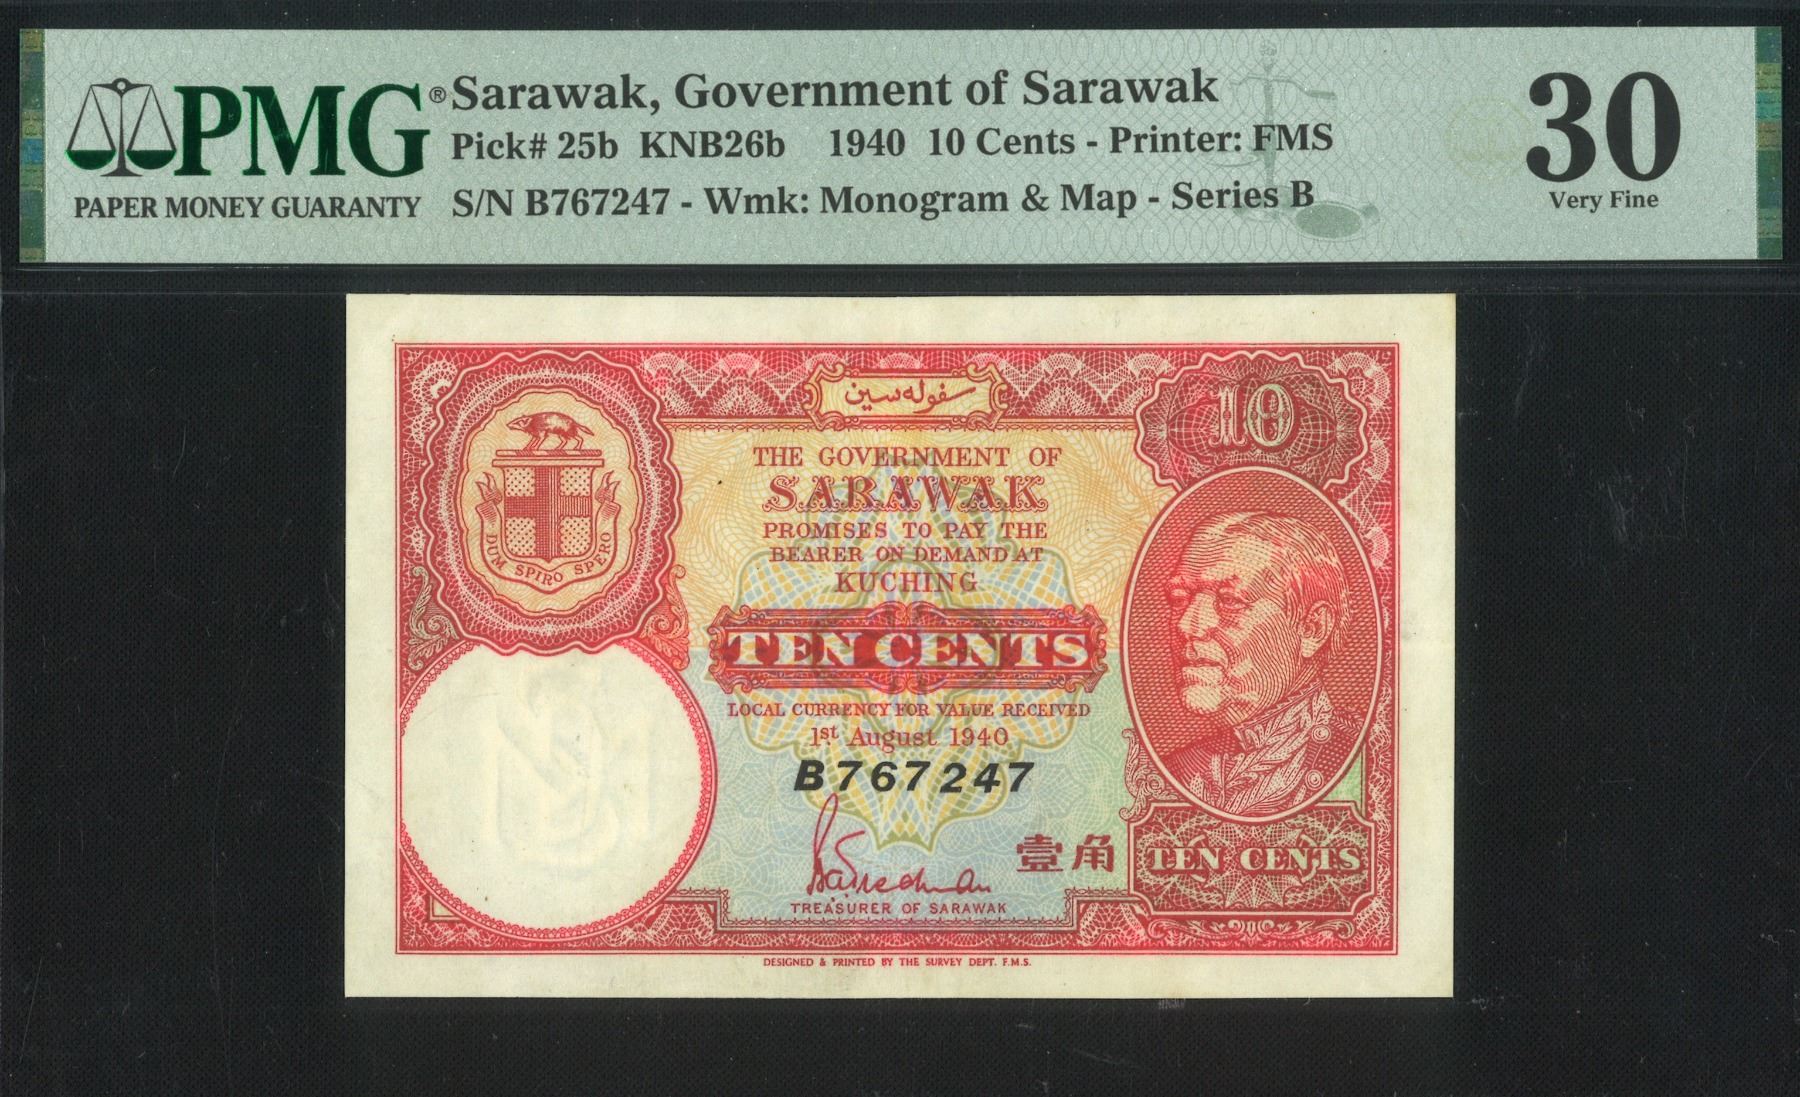 PMG®
PAPER MONEY GUARANTY
Sarawak, Government of Sarawak
Pick# 25b KNB26b 1940 10 Cents - Printer: FMS
S/N B767247 - Wmk: Monogram & Map - Series B
30
Very Fine
سڤوله سين
10
THE GOVERNMENT OF
SARAWAK
PROMISES TO PAY THE
BEARER ON DEMAND AT
KUCHING
DUM SPIRO SPERO
TEN CENTS
LOCAL CURRENCY FOR VALUE RECEIVED
1st August 1940
B767247
壹角
TEN CENTS
TREASURER OF SARAWAK
DESIGNED & PRINTED BY THE SURVEY DEPT. F.M.S.